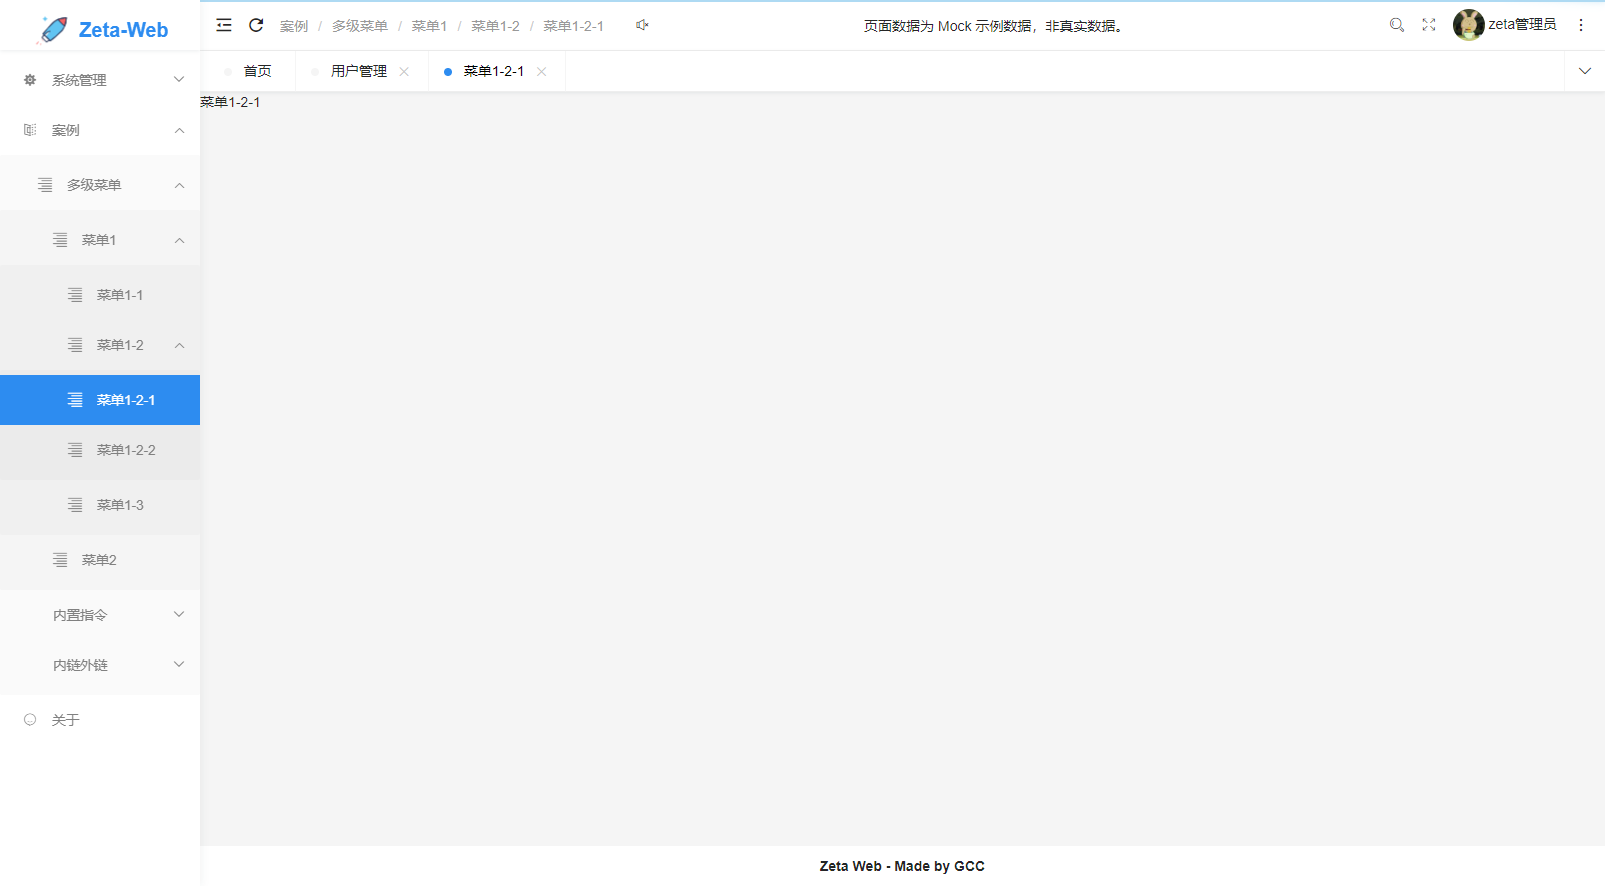 Zeta-Web
系统管理
案例
多级菜单
菜单1
菜单1-1
菜单1-2
菜单1-2-1
菜单1-2-2
菜单1-3
菜单2
内置指令
内链外链
关于
案例 / 多级菜单 / 菜单1 / 菜单1-2 / 菜单1-2-1
页面数据为 Mock 示例数据，非真实数据。
zeta管理员
首页 用户管理 菜单1-2-1
菜单1-2-1
Zeta Web - Made by GCC